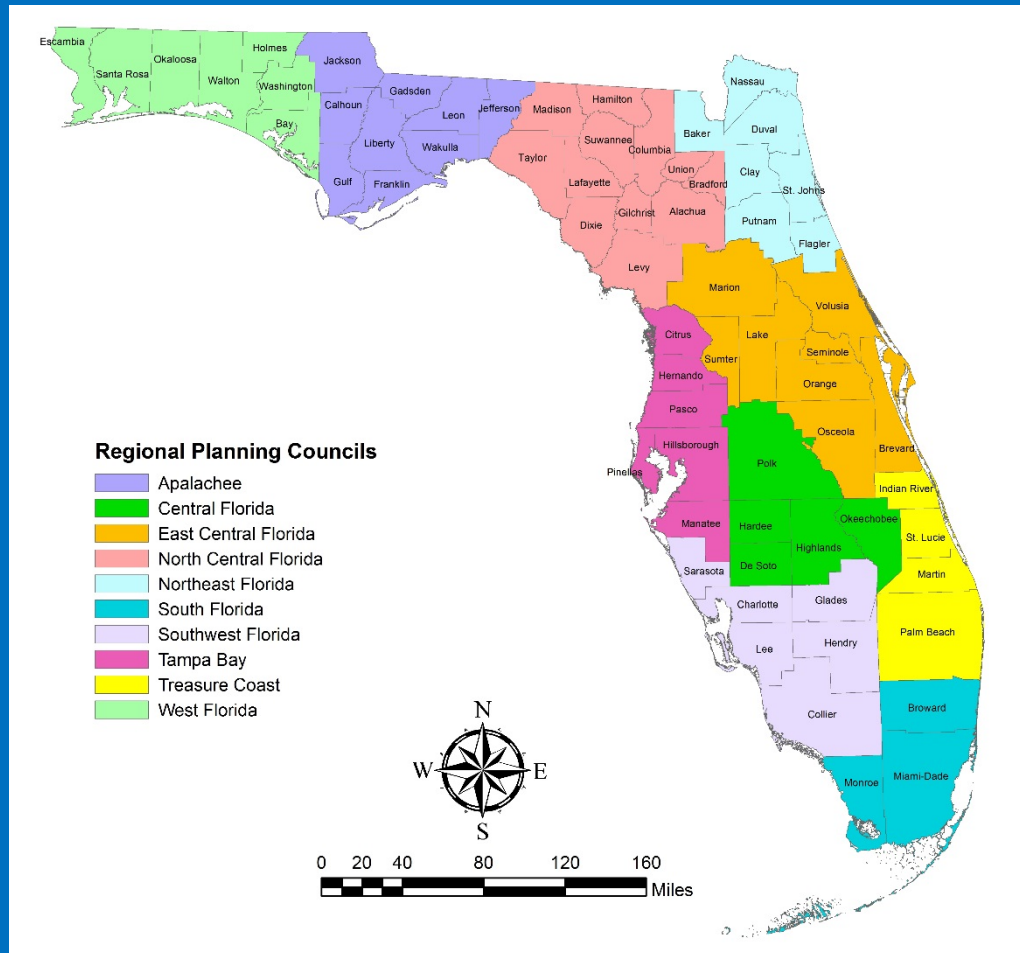 Escambia
Santa Rosa
Okaloosa
Walton
Holmes
Washington
Bay
Jackson
Calhoun
Gadsden
Leon
Jefferson
Liberty
Wakulla
Gulf
Franklin
Madison
Hamilton
Taylor
Suwannee
Columbia
Lafayette
Union
Bradford
Dixie
Gilchrist
Alachua
Levy
Nassau
Baker
Duval
Clay
St. Johns
Putnam
Flagler
Marion
Volusia
Citrus
Sumter
Lake
Seminole
Hernando
Orange
Pasco
Osceola
Brevard
Hillsborough
Pinellas
Polk
Indian River
Manatee
Hardee
Okeechobee
Highlands
St. Lucie
De Soto
Sarasota
Martin
Charlotte
Glades
Lee
Hendry
Palm Beach
Collier
Broward
Monroe
Miami-Dade
Regional Planning Councils
Apalachee
Central Florida
East Central Florida
North Central Florida
Northeast Florida
South Florida
Southwest Florida
Tampa Bay
Treasure Coast
West Florida
N
W E
S
0 20 40 80 120 160
Miles